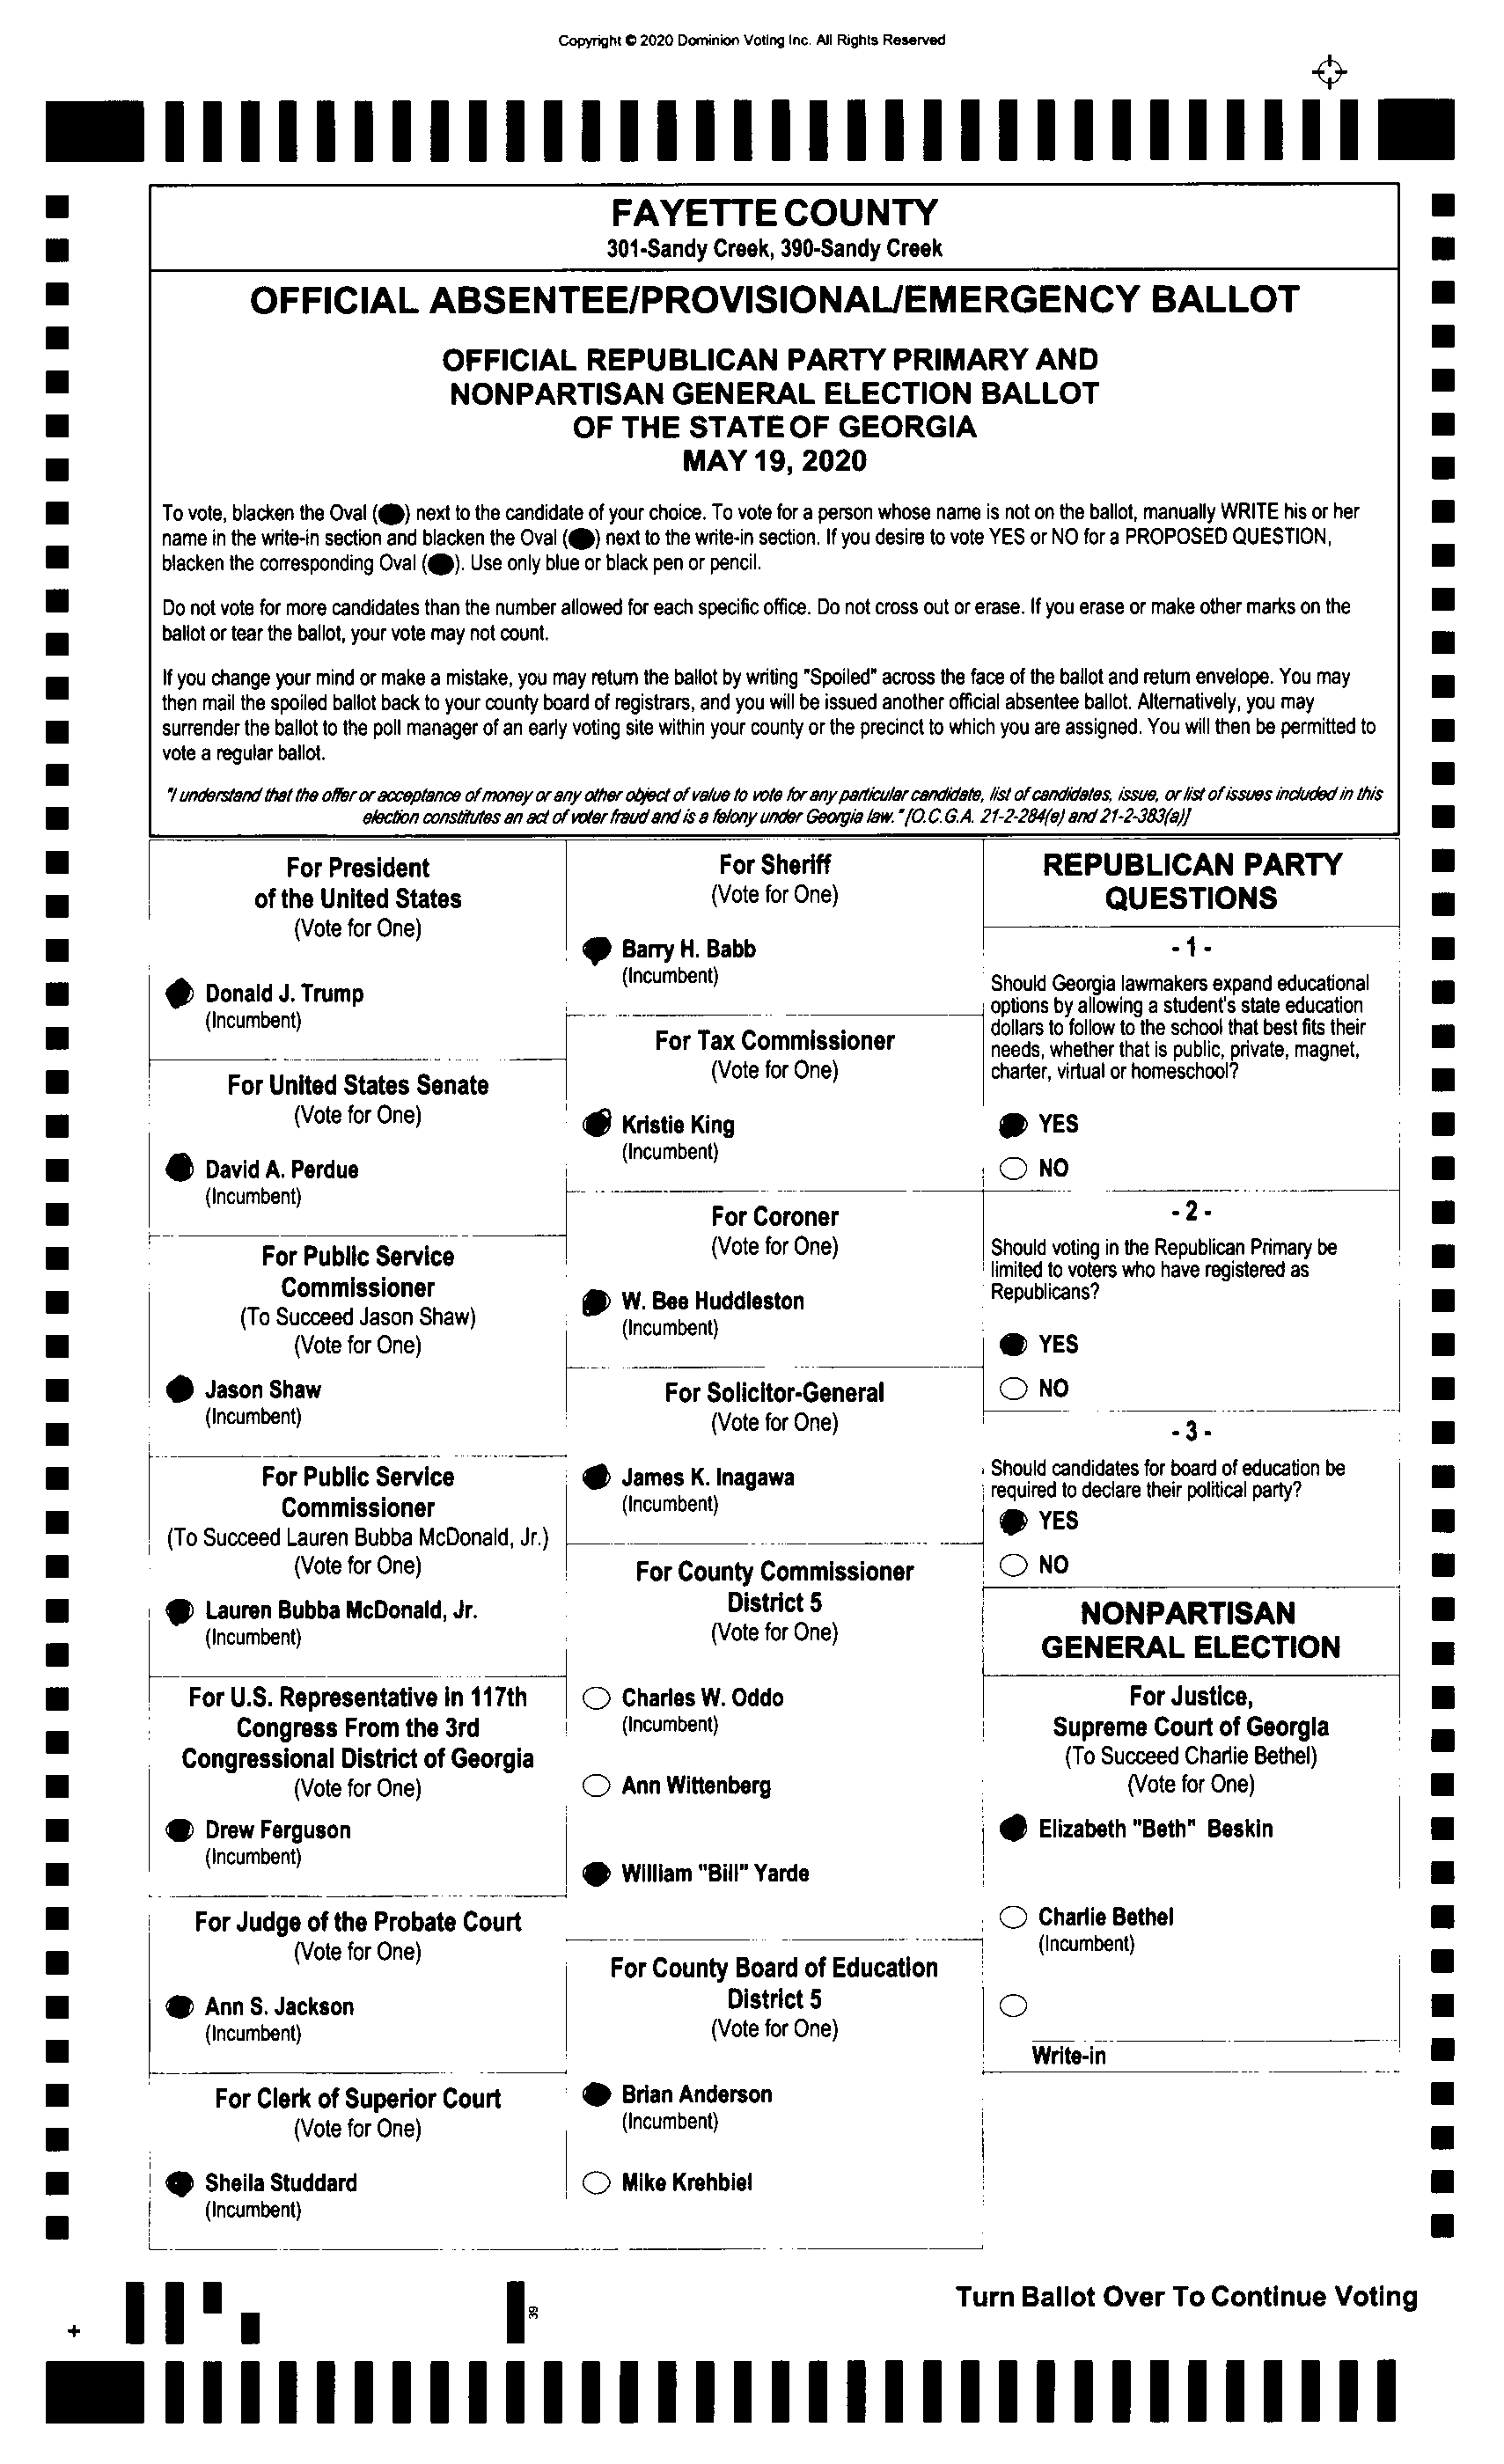 Copyright © 2020 Dominion Voting Inc. All Rights Reserved
FAYETTE COUNTY
301-Sandy Creek, 390-Sandy Creek
OFFICIAL ABSENTEE/PROVISIONAL/EMERGENCY BALLOT
OFFICIAL REPUBLICAN PARTY PRIMARY AND
NONPARTISAN GENERAL ELECTION BALLOT
OF THE STATE OF GEORGIA
MAY 19, 2020
To vote, blacken the Oval ( ) next to the candidate of your choice. To vote for a person whose name is not on the ballot, manually WRITE his or her
name in the write-in section and blacken the Oval ( ) next to the write-in section. If you desire to vote YES or NO for a PROPOSED QUESTION,
blacken the corresponding Oval ( ). Use only blue or black pen or pencil.
Do not vote for more candidates than the number allowed for each specific office. Do not cross out or erase. If you erase or make other marks on the
ballot or tear the ballot, your vote may not count.
If you change your mind or make a mistake, you may return the ballot by writing "Spoiled" across the face of the ballot and return envelope. You may
then mail the spoiled ballot back to your county board of registrars, and you will be issued another official absentee ballot. Alternatively, you may
surrender the ballot to the poll manager of an early voting site within your county or the precinct to which you are assigned. You will then be permitted to
vote a regular ballot.
"I understand that the offer or acceptance of money or any other object of value to vote for any particular candidate, list of candidates, issue, or list of issues included in this
election constitutes an act of voter fraud and is a felony under Georgia law." [O.C.G.A. 21-2-284(e) and 21-2-383(a)]
For President
of the United States
(Vote for One)
Donald J. Trump
(Incumbent)
For United States Senate
(Vote for One)
David A. Perdue
(Incumbent)
For Public Service
Commissioner
(To Succeed Jason Shaw)
(Vote for One)
Jason Shaw
(Incumbent)
For Public Service
Commissioner
(To Succeed Lauren Bubba McDonald, Jr.)
(Vote for One)
Lauren Bubba McDonald, Jr.
(Incumbent)
For U.S. Representative in 117th
Congress From the 3rd
Congressional District of Georgia
(Vote for One)
Drew Ferguson
(Incumbent)
For Judge of the Probate Court
(Vote for One)
Ann S. Jackson
(Incumbent)
For Clerk of Superior Court
(Vote for One)
Sheila Studdard
(Incumbent)
For Sheriff
(Vote for One)
Barry H. Babb
(Incumbent)
For Tax Commissioner
(Vote for One)
Kristie King
(Incumbent)
For Coroner
(Vote for One)
W. Bee Huddleston
(Incumbent)
For Solicitor-General
(Vote for One)
James K. Inagawa
(Incumbent)
For County Commissioner
District 5
(Vote for One)
Charles W. Oddo
(Incumbent)
Ann Wittenberg
William "Bill" Yarde
For County Board of Education
District 5
(Vote for One)
Brian Anderson
(Incumbent)
Mike Krehbiel
REPUBLICAN PARTY
QUESTIONS
- 1 -
Should Georgia lawmakers expand educational
options by allowing a student's state education
dollars to follow to the school that best fits their
needs, whether that is public, private, magnet,
charter, virtual or homeschool?
YES
NO
- 2 -
Should voting in the Republican Primary be
limited to voters who have registered as
Republicans?
YES
NO
- 3 -
Should candidates for board of education be
required to declare their political party?
YES
NO
NONPARTISAN
GENERAL ELECTION
For Justice,
Supreme Court of Georgia
(To Succeed Charlie Bethel)
(Vote for One)
Elizabeth "Beth" Beskin
Charlie Bethel
(Incumbent)
Write-in
39
Turn Ballot Over To Continue Voting